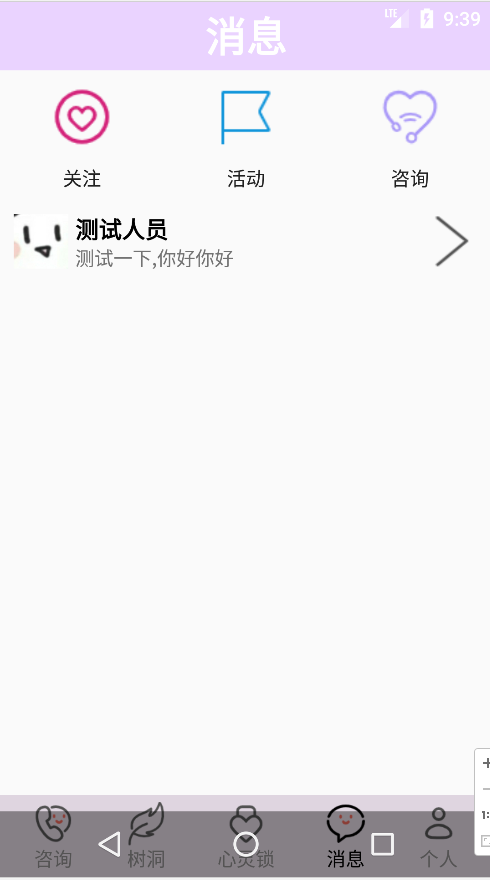 LTE 9:39
消息
关注 活动 咨询
测试人员
测试一下,你好你好
咨询 树洞 心灵锁 消息 个人